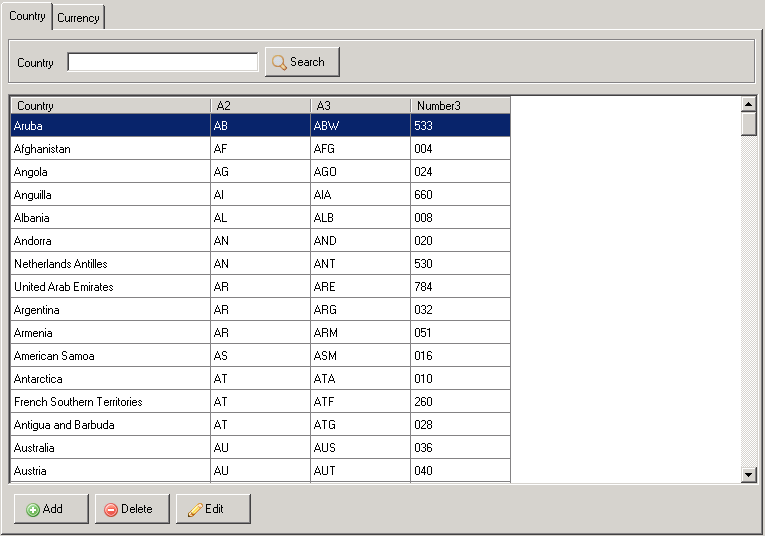 Country Currency
Country Search
Country A2 A3 Number3
Aruba AB ABW 533
Afghanistan AF AFG 004
Angola AG AGO 024
Anguilla AI AIA 660
Albania AL ALB 008
Andorra AN AND 020
Netherlands Antilles AN ANT 530
United Arab Emirates AR ARE 784
Argentina AR ARG 032
Armenia AR ARM 051
American Samoa AS ASM 016
Antarctica AT ATA 010
French Southern Territories AT ATF 260
Antigua and Barbuda AT ATG 028
Australia AU AUS 036
Austria AU AUT 040
Add Delete Edit